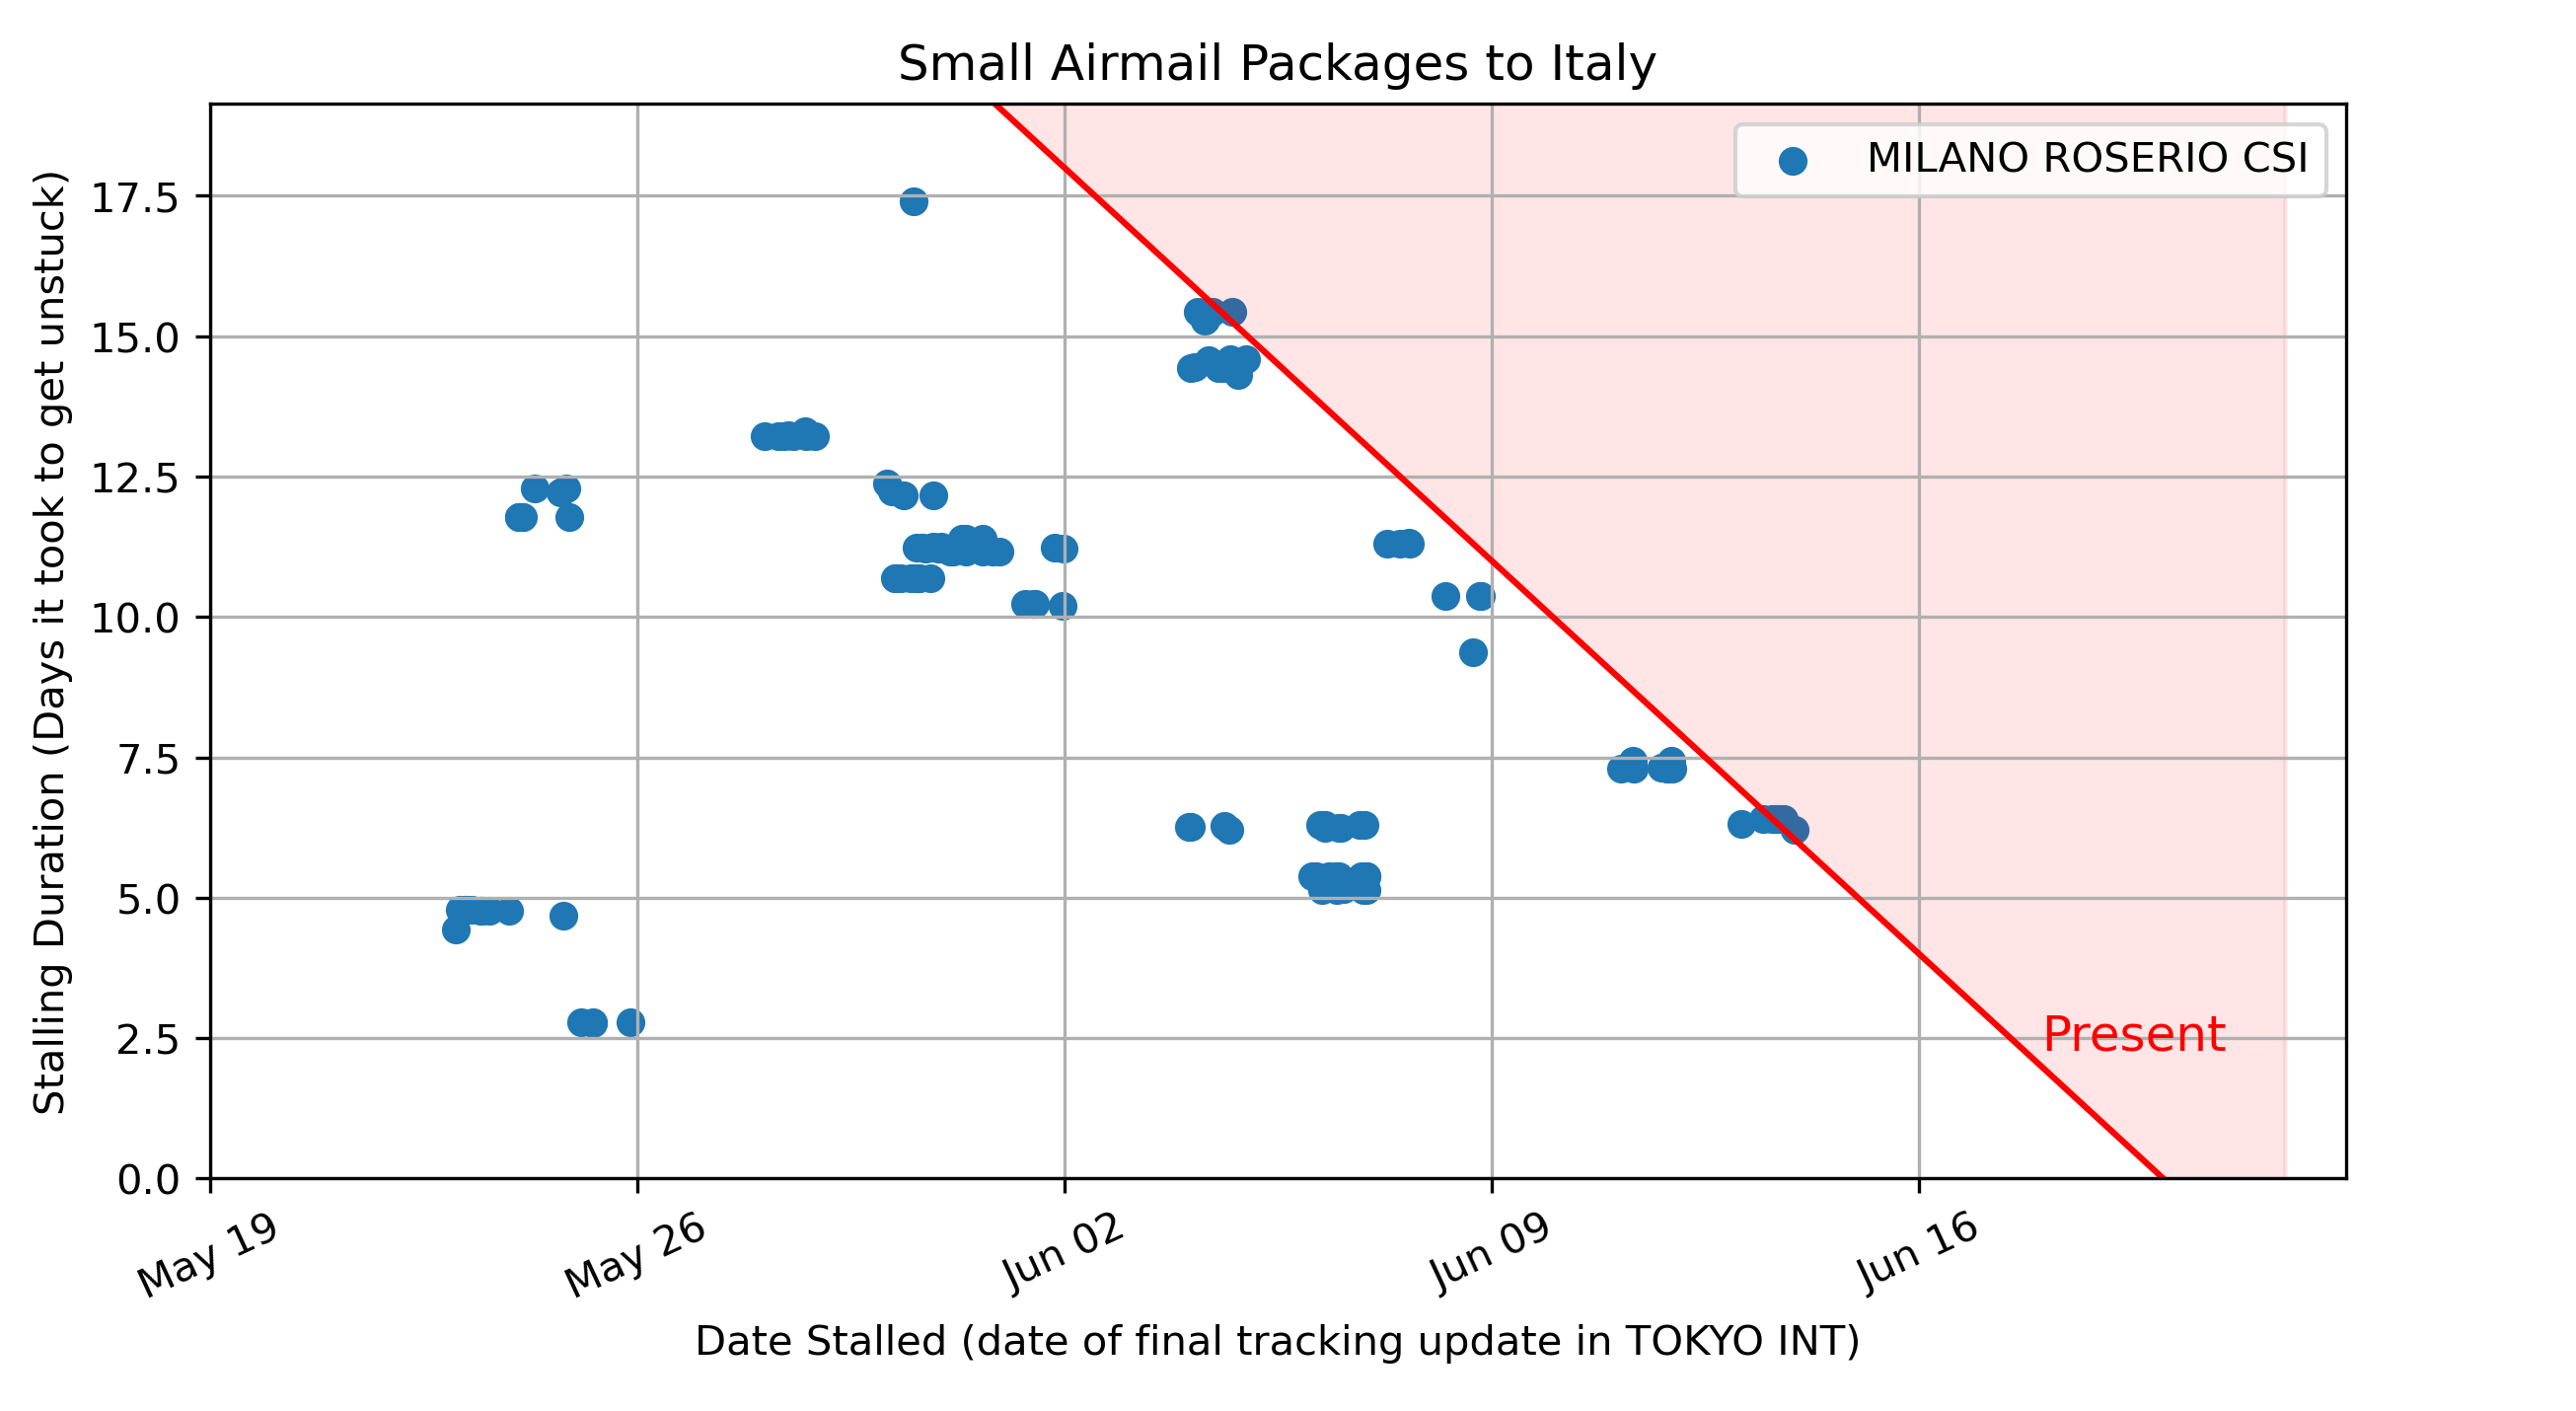 Small Airmail Packages to Italy
MILANO ROSERIO CSI
Stalling Duration (Days it took to get unstuck)
17.5
15.0
12.5
10.0
7.5
5.0
2.5
0.0
Present
May 19
May 26
Jun 02
Jun 09
Jun 16
Date Stalled (date of final tracking update in TOKYO INT)